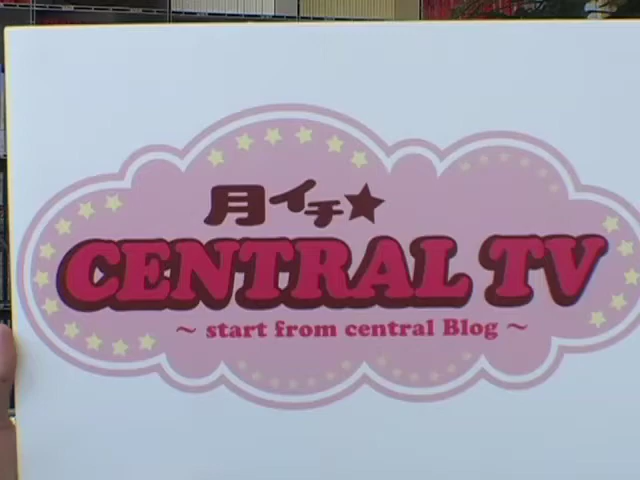 月イチ★
CENTRAL TV
~ start from central Blog ~